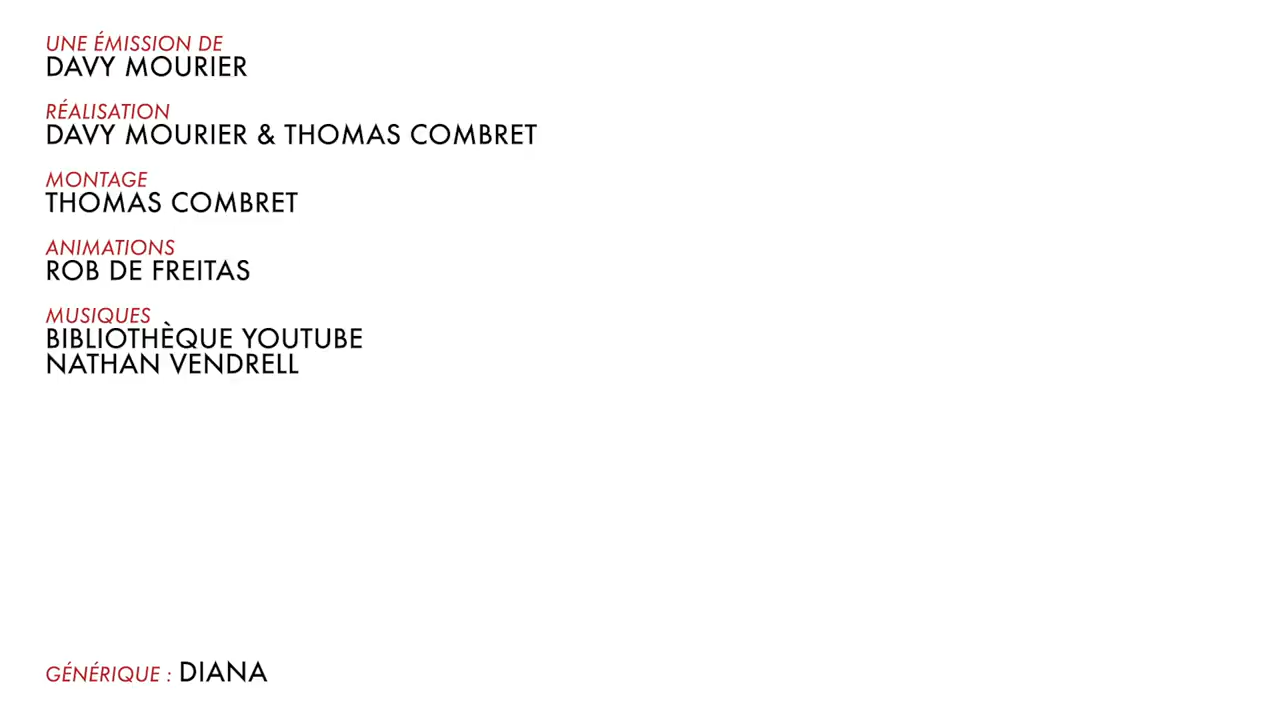 UNE ÉMISSION DE
DAVY MOURIER
RÉALISATION
DAVY MOURIER & THOMAS COMBRET
MONTAGE
THOMAS COMBRET
ANIMATIONS
ROB DE FREITAS
MUSIQUES
BIBLIOTHÈQUE YOUTUBE
NATHAN VENDRELL
GÉNÉRIQUE : DIANA